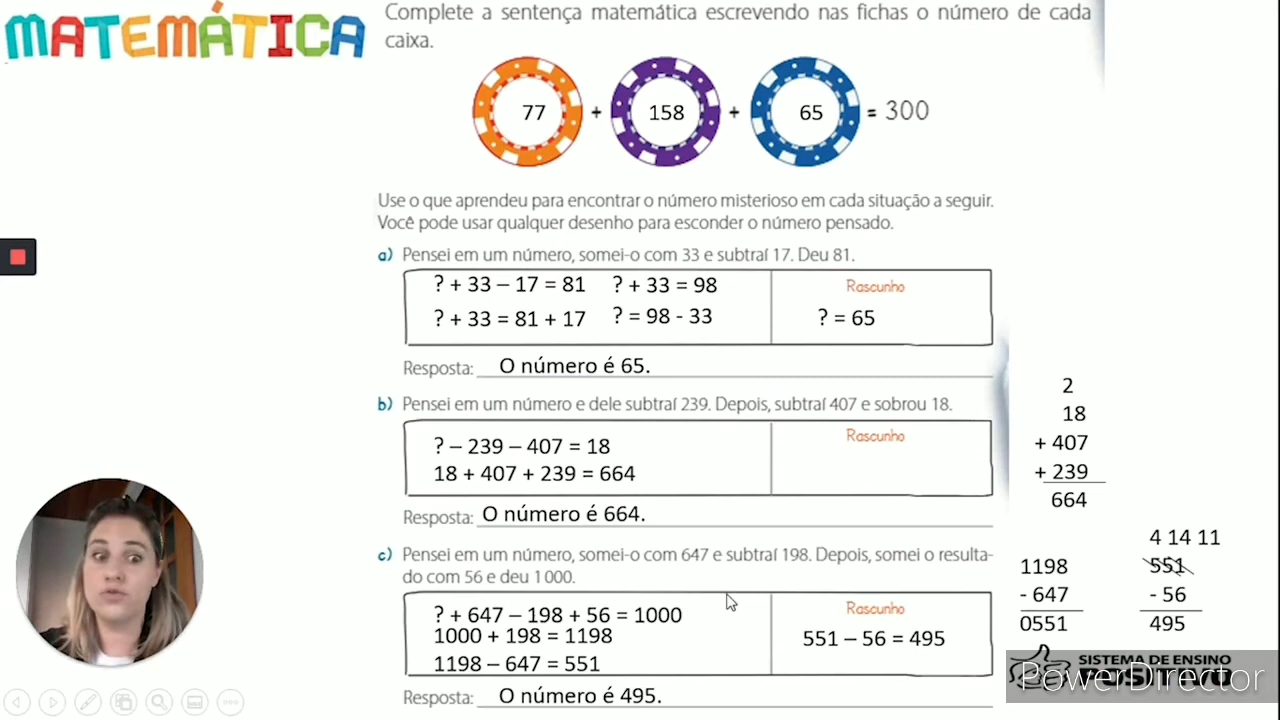 MATEMÁTICA
Complete a sentença matemática escrevendo nas fichas o número de cada
caixa.
77 + 158 + 65 = 300
Use o que aprendeu para encontrar o número misterioso em cada situação a seguir.
Você pode usar qualquer desenho para esconder o número pensado.
a) Pensei em um número, somei-o com 33 e subtraí 17. Deu 81.
? + 33 – 17 = 81 ? + 33 = 98
Rascunho
? + 33 = 81 + 17 ? = 98 - 33
? = 65
Resposta: O número é 65.
b) Pensei em um número e dele subtraí 239. Depois, subtraí 407 e sobrou 18.
? – 239 – 407 = 18
18 + 407 + 239 = 664
Rascunho
Resposta: O número é 664.
c) Pensei em um número, somei-o com 647 e subtraí 198. Depois, somei o resulta-
do com 56 e deu 1 000.
? + 647 – 198 + 56 = 1000
1000 + 198 = 1198
1198 – 647 = 551
Rascunho
551 – 56 = 495
Resposta: O número é 495.
2
18
+ 407
+ 239
664
1198
- 647
0551
4 14 11
551
- 56
495
SISTEMA DE ENSINO
POSITIVO
PowerDirector